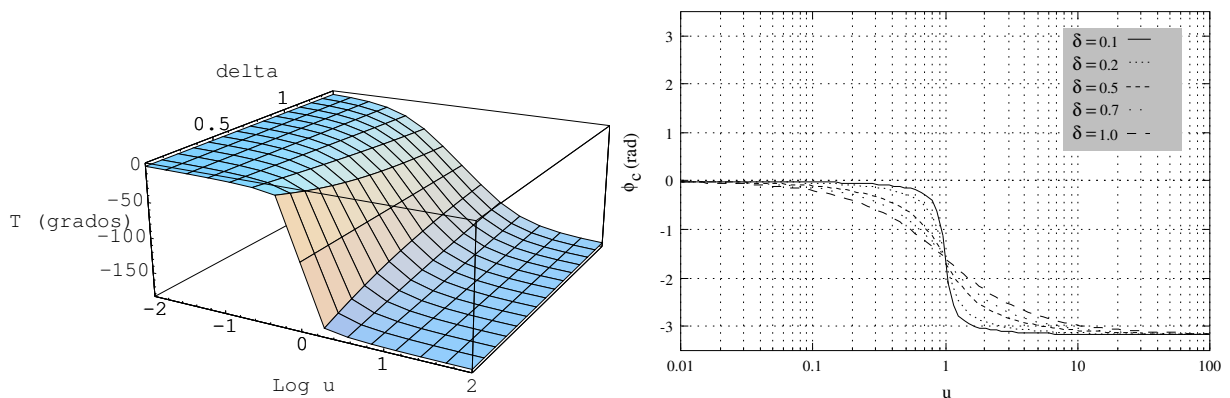 delta
1
0.5
0
-50
T (grados)
-100
-150
-2
-1
0
1
2
Log u
3
2
1
0
-1
-2
-3
ϕc (rad)
δ = 0.1
δ = 0.2
δ = 0.5
δ = 0.7
δ = 1.0
0.01
0.1
1
10
100
u